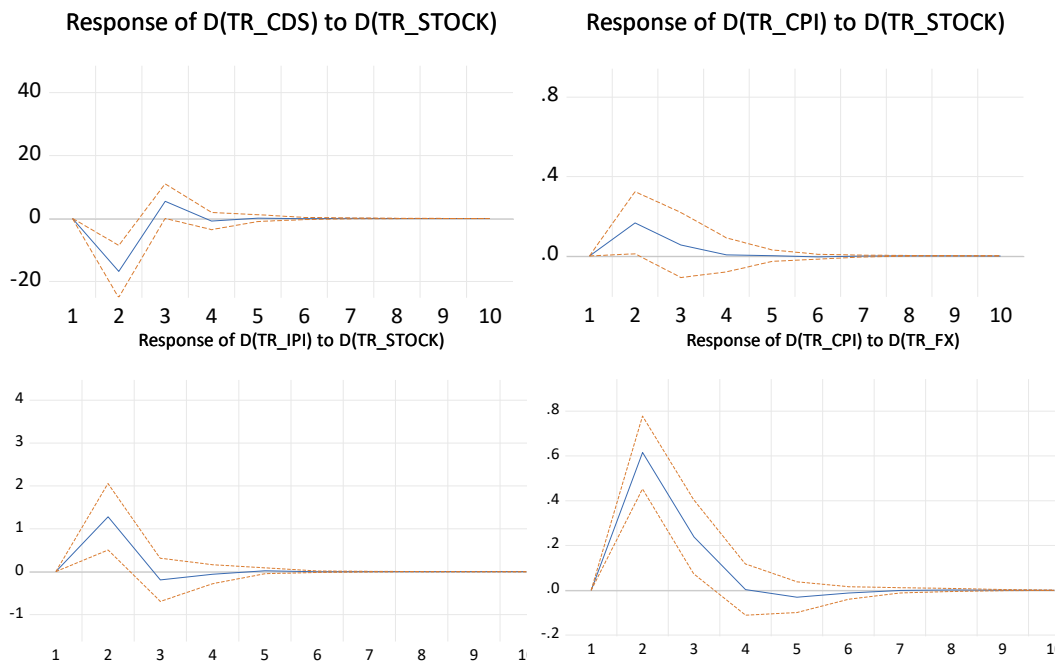 Response of D(TR_CDS) to D(TR_STOCK)
40
20
0
-20
1 2 3 4 5 6 7 8 9 10
Response of D(TR_CPI) to D(TR_STOCK)
.8
.4
.0
1 2 3 4 5 6 7 8 9 10
Response of D(TR_IPI) to D(TR_STOCK)
4
3
2
1
0
-1
1 2 3 4 5 6 7 8 9
Response of D(TR_CPI) to D(TR_FX)
.8
.6
.4
.2
.0
-.2
1 2 3 4 5 6 7 8 9